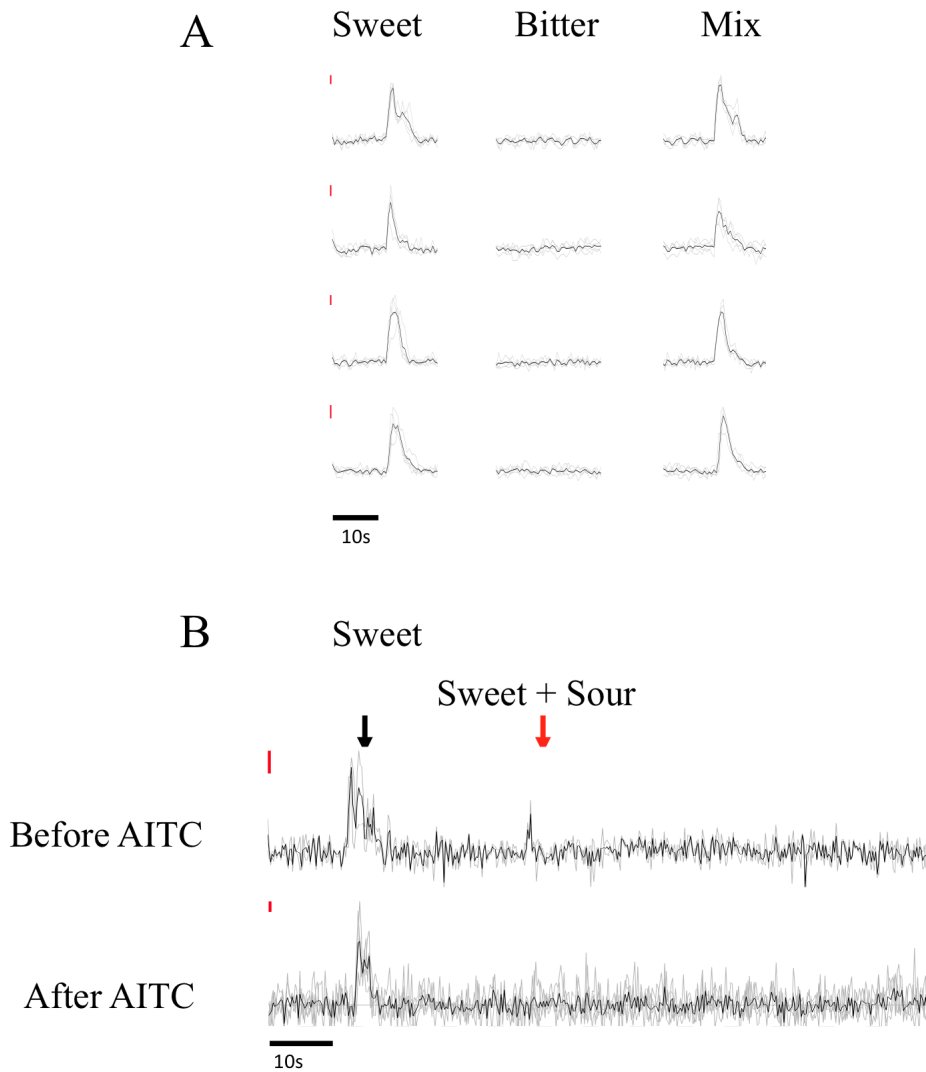 A
Sweet Bitter Mix
10s
B
Sweet
Sweet + Sour
Before AITC
After AITC
10s